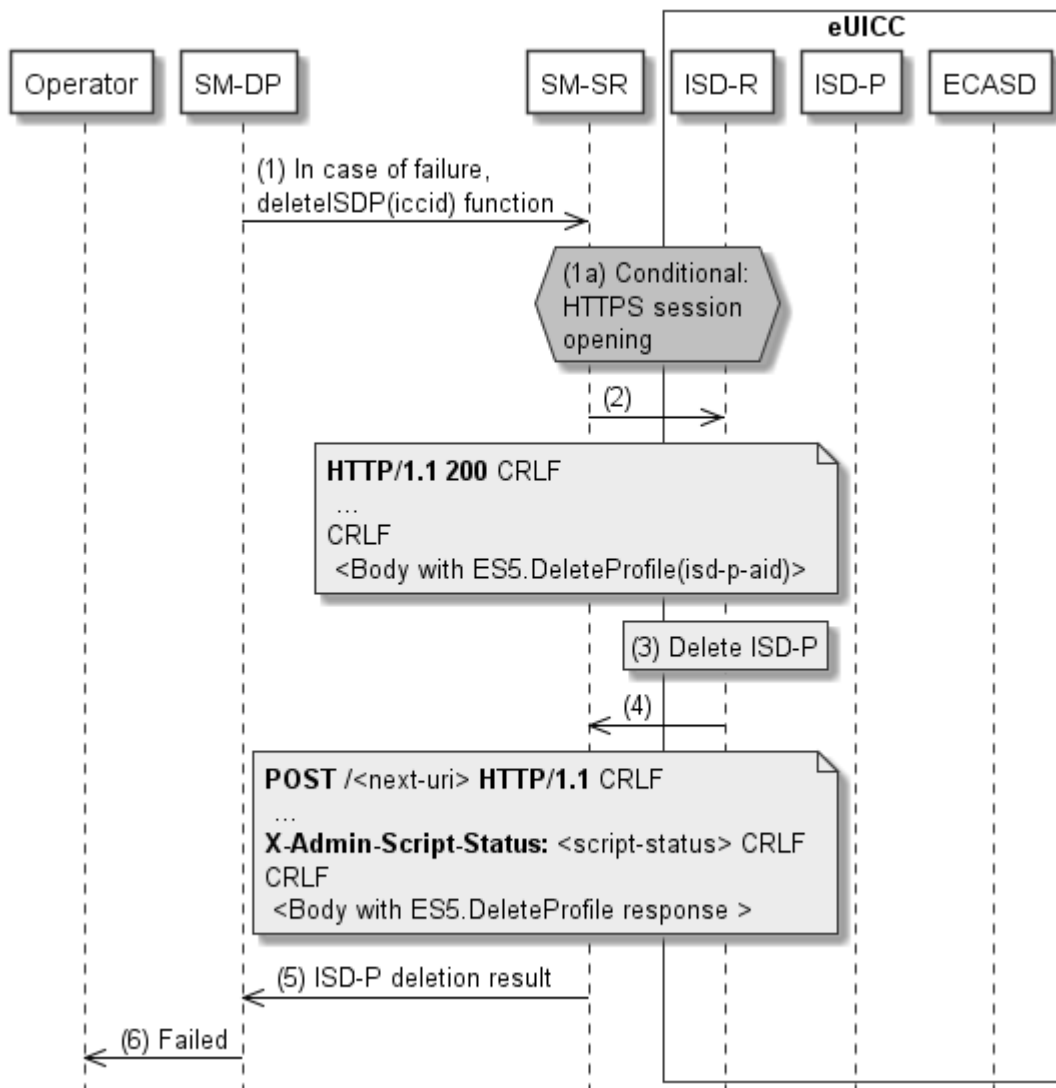 eUICC
Operator
SM-DP
SM-SR
ISD-R
ISD-P
ECASD
(1) In case of failure,
deleteISDP(iccid) function
(1a) Conditional:
HTTPS session
opening
(2)
HTTP/1.1 200 CRLF
...
CRLF
<Body with ES5.DeleteProfile(isd-p-aid)>
(3) Delete ISD-P
(4)
POST /<next-uri> HTTP/1.1 CRLF
...
X-Admin-Script-Status: <script-status> CRLF
CRLF
<Body with ES5.DeleteProfile response >
(5) ISD-P deletion result
(6) Failed